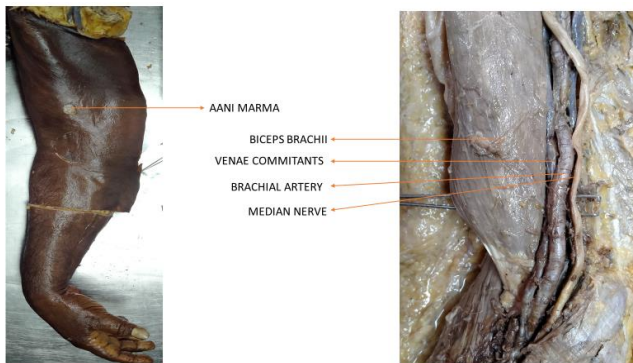 AANI MARMA
BICEPS BRACHII
VENAE COMMITANTS
BRACHIAL ARTERY
MEDIAN NERVE